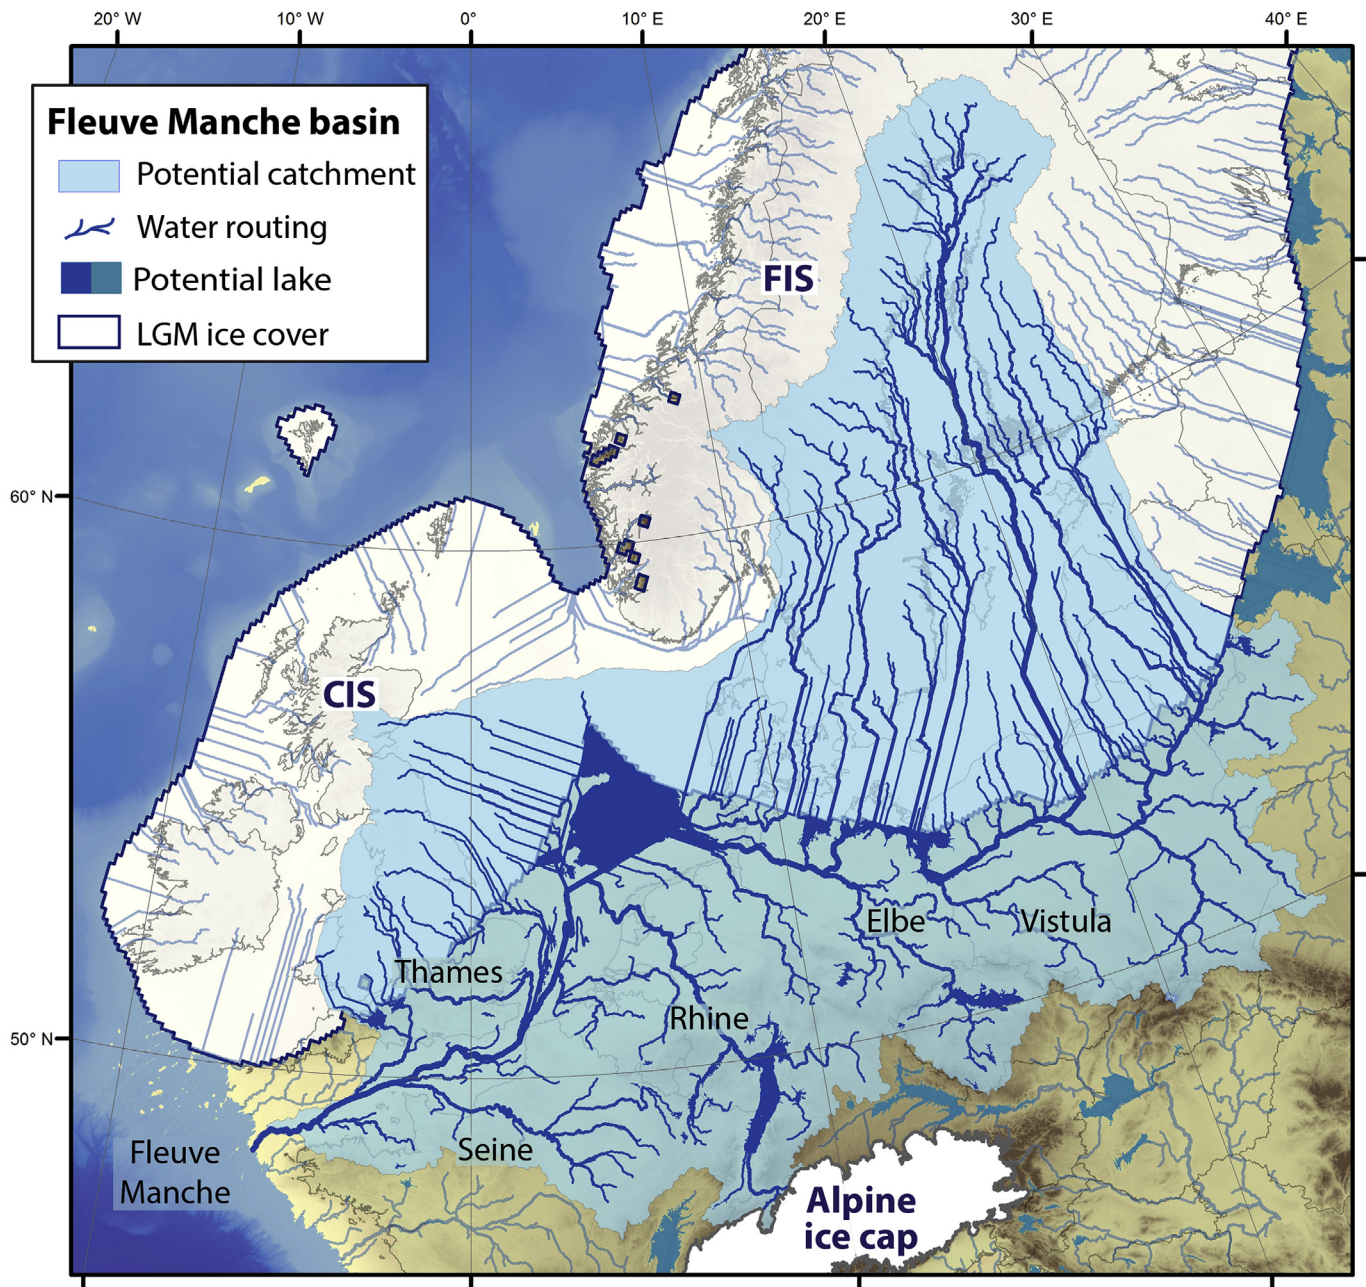 20° W
10° W
0°
10° E
20° E
30° E
40° E
Fleuve Manche basin
Potential catchment
Water routing
Potential lake
LGM ice cover
FIS
60° N
CIS
Elbe
Vistula
Thames
Rhine
50° N
Seine
Fleuve
Manche
Alpine
ice cap